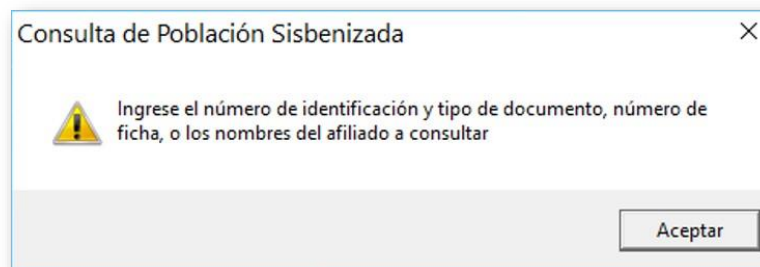 Consulta de Población Sisbenizada
Ingrese el número de identificación y tipo de documento, número de
ficha, o los nombres del afiliado a consultar
Aceptar